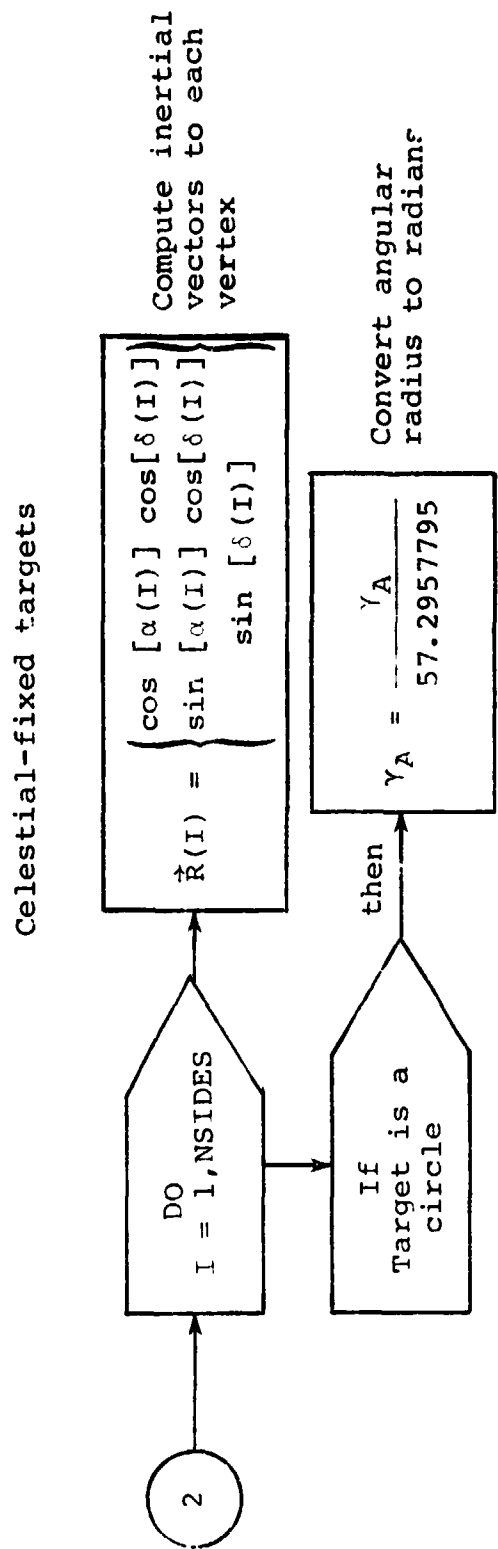 Celestial-fixed targets
2
DO
I = 1,NSIDES
R⃗(I) = { cos [α(I)] cos[δ(I)]
sin [α(I)] cos[δ(I)]
sin [δ(I)] }
Compute inertial
vectors to each
vertex
If
Target is a
circle
then
γA = γA
57.2957795
Convert angular
radius to radians